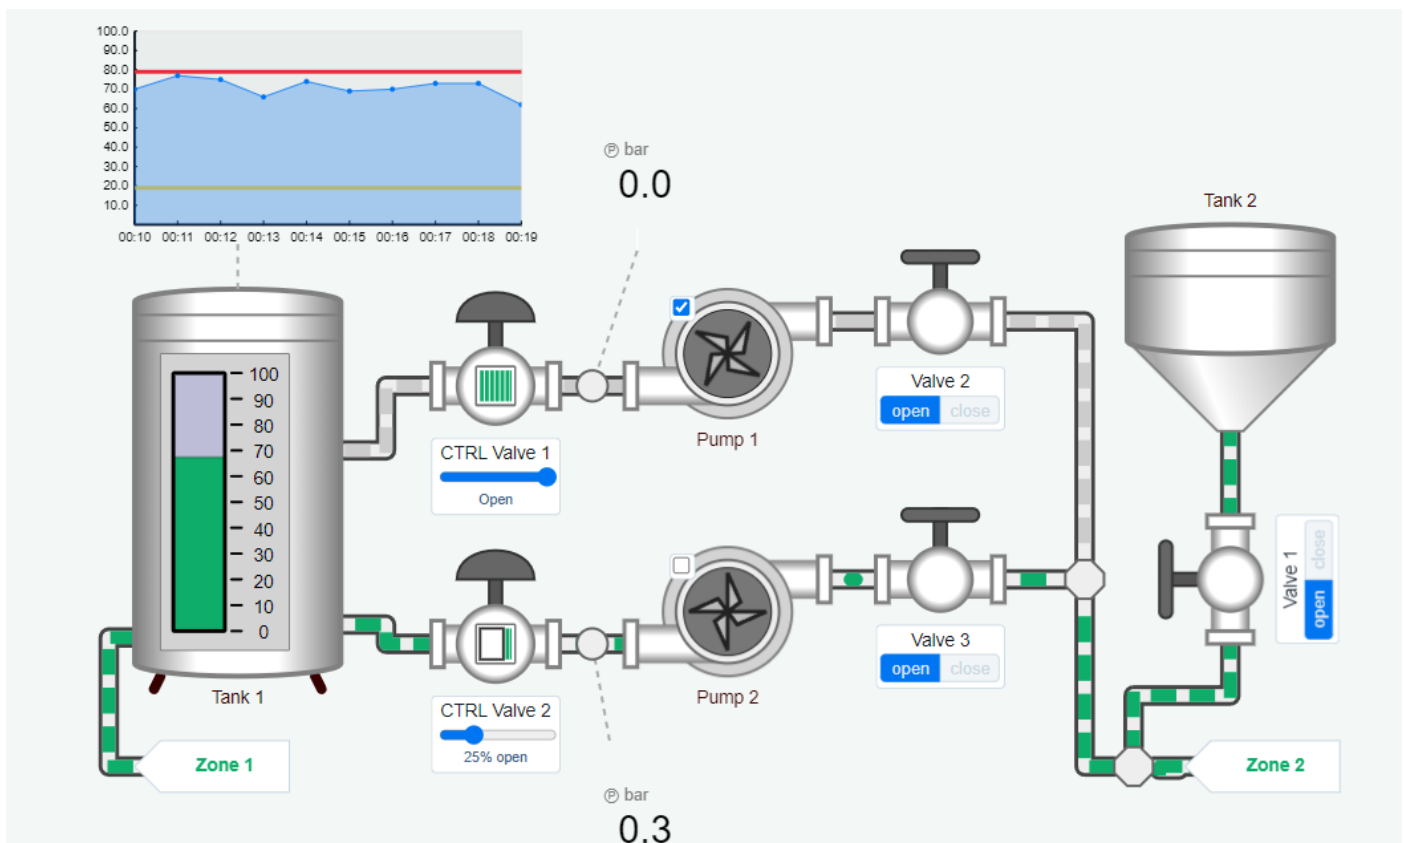 100.0
90.0
80.0
70.0
60.0
50.0
40.0
30.0
20.0
10.0
00:10 00:11 00:12 00:13 00:14 00:15 00:16 00:17 00:18 00:19
Ⓟ bar
0.0
Tank 2
100
90
80
70
60
50
40
30
20
10
0
Tank 1
Zone 1
CTRL Valve 1
Open
Pump 1
Valve 2
open close
CTRL Valve 2
25% open
Pump 2
Valve 3
open close
Valve 1
open close
Zone 2
Ⓟ bar
0.3